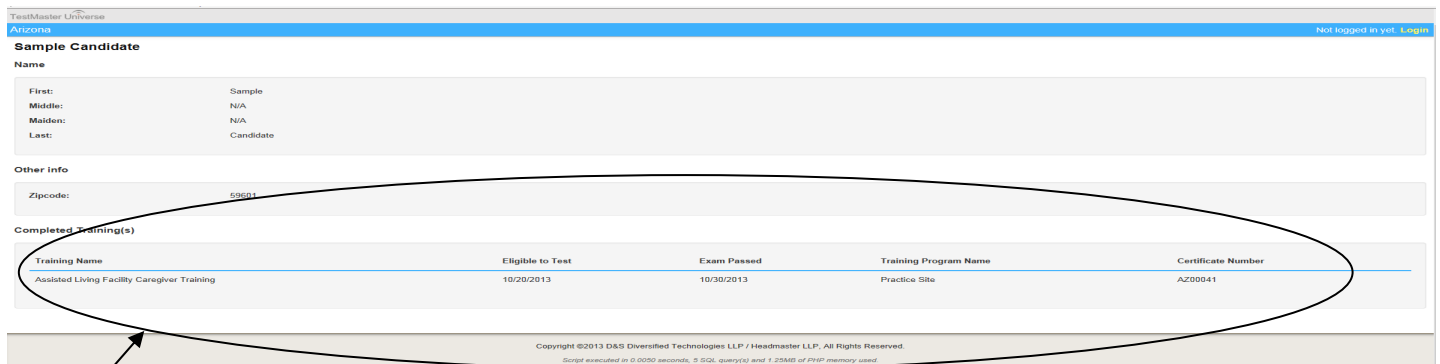 TestMaster Universe
Arizona Not logged in yet. Login
Sample Candidate
Name
First: Sample
Middle: N/A
Maiden: N/A
Last: Candidate
Other info
Zipcode: 59601
Completed Training(s)
Training Name Eligible to Test Exam Passed Training Program Name Certificate Number
Assisted Living Facility Caregiver Training 10/20/2013 10/30/2013 Practice Site AZ00041
Copyright ©2013 D&S Diversified Technologies LLP / Headmaster LLP, All Rights Reserved.
Script executed in 0.0050 seconds, 5 SQL query(s) and 1.25MB of PHP memory used.